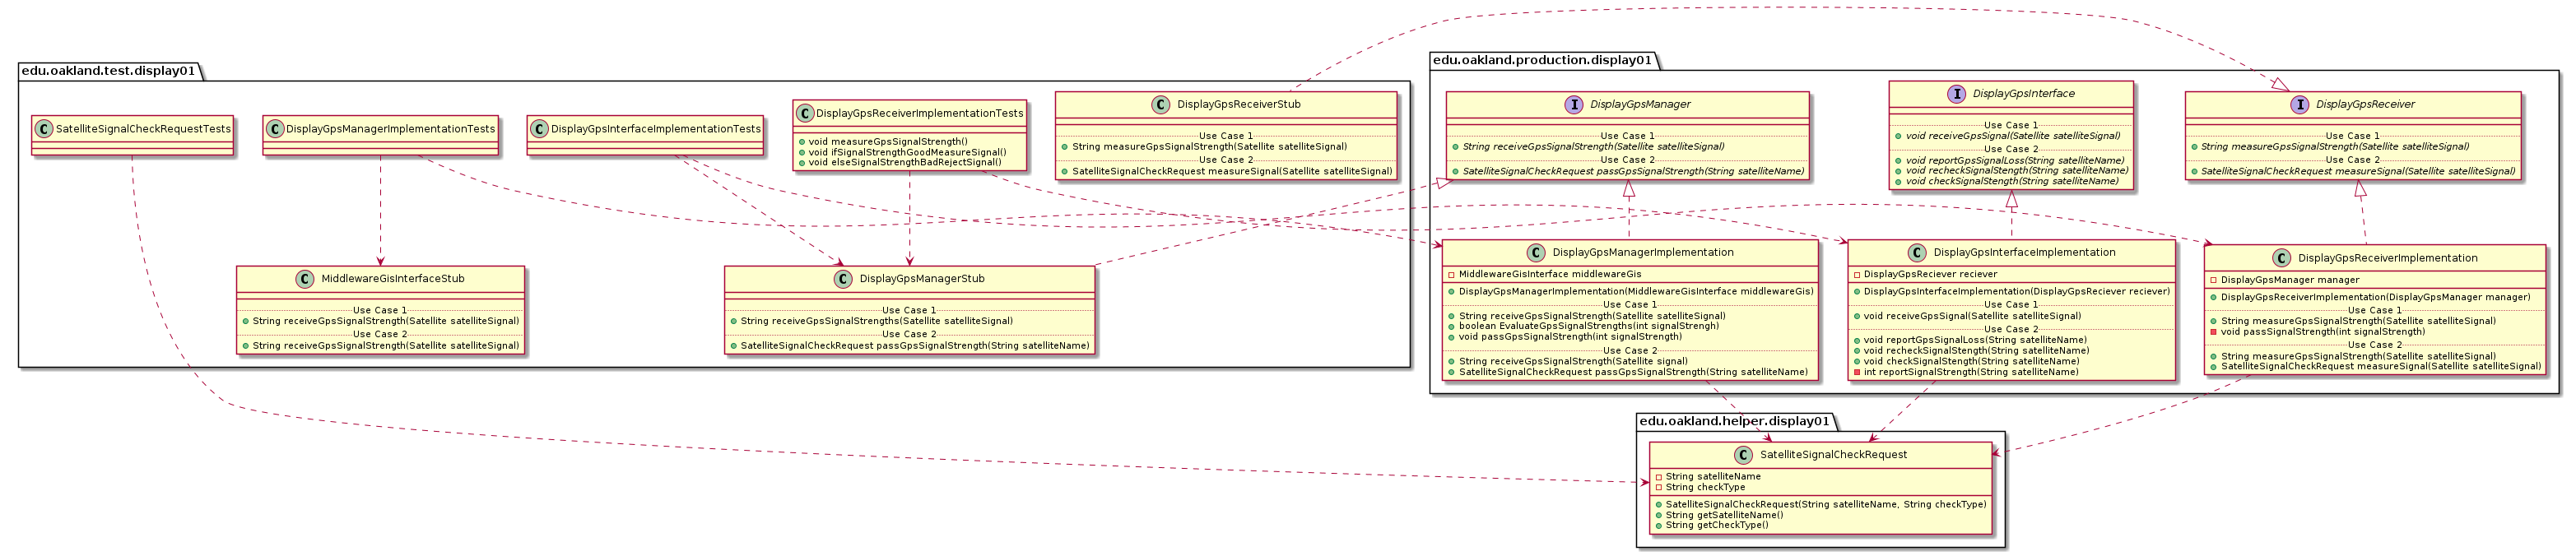 edu.oakland.test.display01
SatelliteSignalCheckRequestTests
DisplayGpsManagerImplementationTests
DisplayGpsInterfaceImplementationTests
DisplayGpsReceiverImplementationTests
void measureGpsSignalStrength()
void ifSignalStrengthGoodMeasureSignal()
void elseSignalStrengthBadRejectSignal()
DisplayGpsReceiverStub
Use Case 1
String measureGpsSignalStrength(Satellite satelliteSignal)
Use Case 2
SatelliteSignalCheckRequest measureSignal(Satellite satelliteSignal)
MiddlewareGisInterfaceStub
Use Case 1
String receiveGpsSignalStrength(Satellite satelliteSignal)
Use Case 2
String receiveGpsSignalStrength(Satellite satelliteSignal)
DisplayGpsManagerStub
Use Case 1
String receiveGpsSignalStrengths(Satellite satelliteSignal)
Use Case 2
SatelliteSignalCheckRequest passGpsSignalStrength(String satelliteName)
edu.oakland.production.display01
DisplayGpsManager
Use Case 1
String receiveGpsSignalStrength(Satellite satelliteSignal)
Use Case 2
SatelliteSignalCheckRequest passGpsSignalStrength(String satelliteName)
DisplayGpsInterface
Use Case 1
void receiveGpsSignal(Satellite satelliteSignal)
Use Case 2
void reportGpsSignalLoss(String satelliteName)
void recheckSignalStength(String satelliteName)
void checkSignalStength(String satelliteName)
DisplayGpsReceiver
Use Case 1
String measureGpsSignalStrength(Satellite satelliteSignal)
Use Case 2
SatelliteSignalCheckRequest measureSignal(Satellite satelliteSignal)
DisplayGpsManagerImplementation
MiddlewareGisInterface middlewareGis
DisplayGpsManagerImplementation(MiddlewareGisInterface middlewareGis)
Use Case 1
String receiveGpsSignalStrength(Satellite satelliteSignal)
boolean EvaluateGpsSignalStrengths(int signalStrengh)
void passGpsSignalStrength(int signalStrength)
Use Case 2
String receiveGpsSignalStrength(Satellite signal)
SatelliteSignalCheckRequest passGpsSignalStrength(String satelliteName)
DisplayGpsInterfaceImplementation
DisplayGpsReciever reciever
DisplayGpsInterfaceImplementation(DisplayGpsReciever reciever)
Use Case 1
void receiveGpsSignal(Satellite satelliteSignal)
Use Case 2
void reportGpsSignalLoss(String satelliteName)
void recheckSignalStength(String satelliteName)
void checkSignalStength(String satelliteName)
int reportSignalStrength(String satelliteName)
DisplayGpsReceiverImplementation
DisplayGpsManager manager
DisplayGpsReceiverImplementation(DisplayGpsManager manager)
Use Case 1
String measureGpsSignalStrength(Satellite satelliteSignal)
void passSignalStrength(int signalStrength)
Use Case 2
String measureGpsSignalStrength(Satellite satelliteSignal)
SatelliteSignalCheckRequest measureSignal(Satellite satelliteSignal)
edu.oakland.helper.display01
SatelliteSignalCheckRequest
String satelliteName
String checkType
SatelliteSignalCheckRequest(String satelliteName, String checkType)
String getSatelliteName()
String getCheckType()